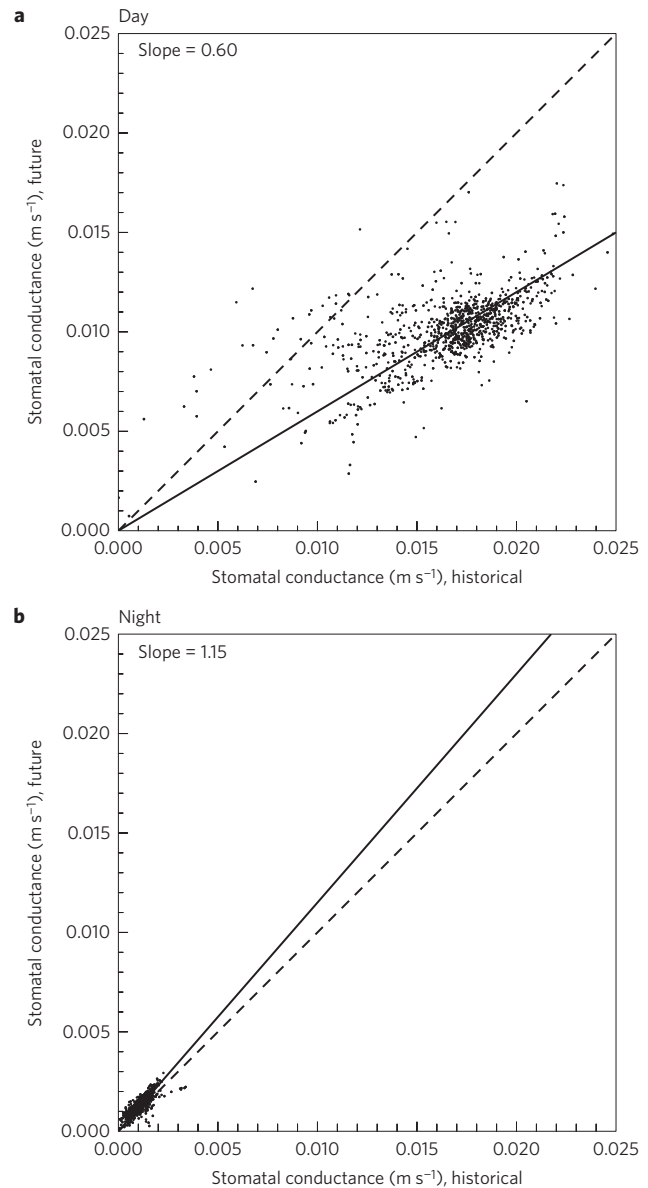 a
Day
Slope = 0.60
0.025
0.020
0.015
0.010
0.005
0.000
Stomatal conductance (m s⁻¹), future
0.000 0.005 0.010 0.015 0.020 0.025
Stomatal conductance (m s⁻¹), historical
b
Night
Slope = 1.15
0.025
0.020
0.015
0.010
0.005
0.000
Stomatal conductance (m s⁻¹), future
0.000 0.005 0.010 0.015 0.020 0.025
Stomatal conductance (m s⁻¹), historical